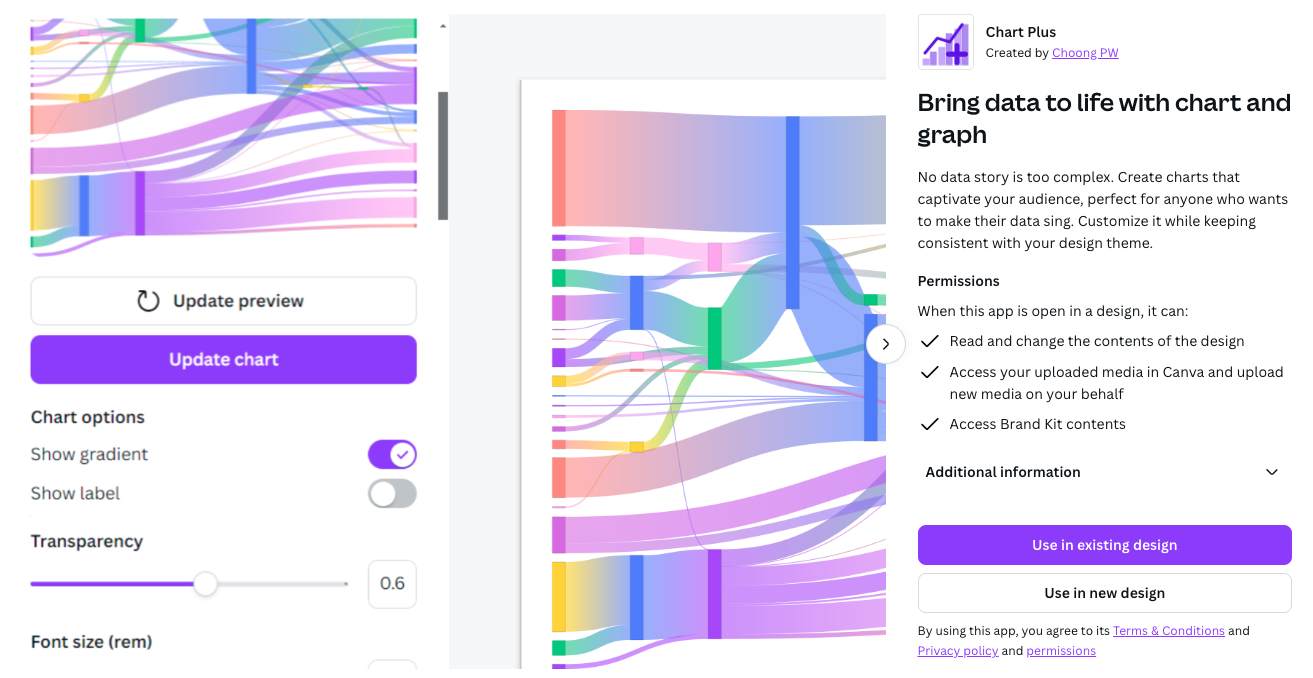 Update preview
Update chart
Chart options
Show gradient
Show label
Transparency
0.6
Font size (rem)
Chart Plus
Created by Choong PW
Bring data to life with chart and
graph
No data story is too complex. Create charts that
captivate your audience, perfect for anyone who wants
to make their data sing. Customize it while keeping
consistent with your design theme.
Permissions
When this app is open in a design, it can:
Read and change the contents of the design
Access your uploaded media in Canva and upload
new media on your behalf
Access Brand Kit contents
Additional information
Use in existing design
Use in new design
By using this app, you agree to its Terms & Conditions and
Privacy policy and permissions